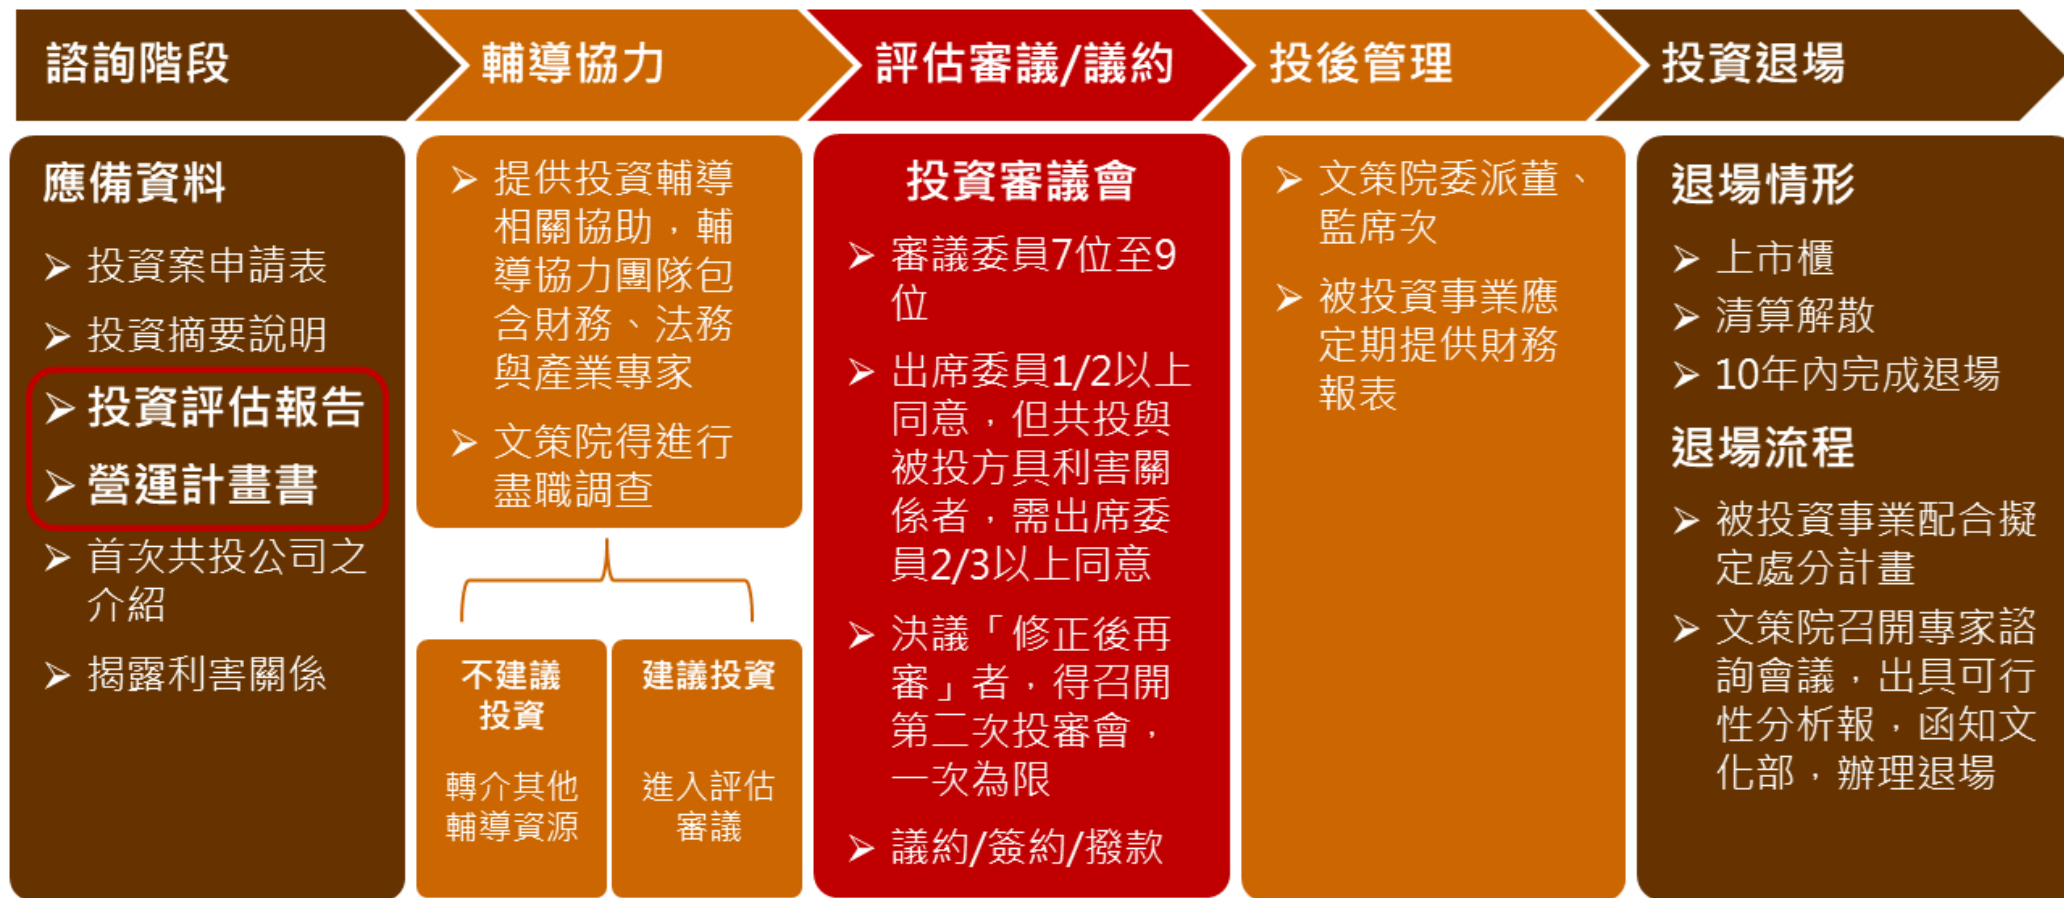 諮詢階段
輔導協力
評估審議/議約
投後管理
投資退場
應備資料
➢ 投資案申請表
➢ 投資摘要說明
➢ 投資評估報告
➢ 營運計畫書
➢ 首次共投公司之
介紹
➢ 揭露利害關係
➢ 提供投資輔導
相關協助，輔
導協力團隊包
含財務、法務
與產業專家
➢ 文策院得進行
盡職調查
不建議
投資
轉介其他
輔導資源
建議投資
進入評估
審議
投資審議會
➢ 審議委員7位至9
位
➢ 出席委員1/2以上
同意，但共投與
被投方具利害關
係者，需出席委
員2/3以上同意
➢ 決議「修正後再
審」者，得召開
第二次投審會，
一次為限
➢ 議約/簽約/撥款
➢ 文策院委派董、
監席次
➢ 被投資事業應
定期提供財務
報表
退場情形
➢ 上市櫃
➢ 清算解散
➢ 10年內完成退場
退場流程
➢ 被投資事業配合擬
定處分計畫
➢ 文策院召開專家諮
詢會議，出具可行
性分析報，函知文
化部，辦理退場